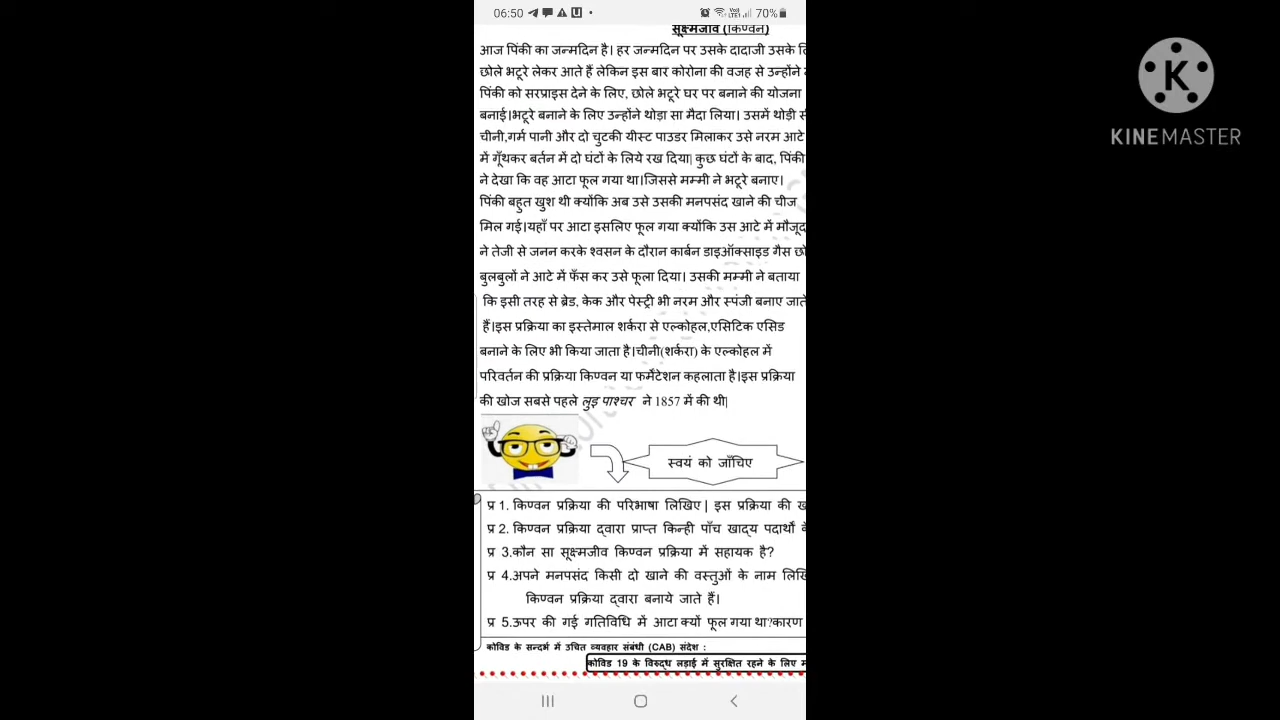 06:50
70%
सूक्ष्मजीव (किण्वन)
आज पिंकी का जन्मदिन है। हर जन्मदिन पर उसके दादाजी उसके
छोले भटूरे लेकर आते हैं लेकिन इस बार कोरोना की वजह से उन्होंने
पिंकी को सरप्राइस देने के लिए, छोले भटूरे घर पर बनाने की योजना
बनाई।भटूरे बनाने के लिए उन्होंने थोड़ा सा मैदा लिया। उसमें थोड़ी
चीनी,गर्म पानी और दो चुटकी यीस्ट पाउडर मिलाकर उसे नरम आटे
में गूँथकर बर्तन में दो घंटों के लिये रख दिया| कुछ घंटों के बाद, पिंकी
ने देखा कि वह आटा फूल गया था।जिससे मम्मी ने भटूरे बनाए।
पिंकी बहुत खुश थी क्योंकि अब उसे उसकी मनपसंद खाने की चीज
मिल गई।यहाँ पर आटा इसलिए फूल गया क्योंकि उस आटे में मौजूद
ने तेजी से जनन करके श्वसन के दौरान कार्बन डाइऑक्साइड गैस
बुलबुलों ने आटे में फँस कर उसे फूला दिया। उसकी मम्मी ने बताया
कि इसी तरह से ब्रेड, केक और पेस्ट्री भी नरम और स्पंजी बनाए जाते
हैं।इस प्रक्रिया का इस्तेमाल शर्करा से एल्कोहल,एसिटिक एसिड
बनाने के लिए भी किया जाता है।चीनी(शर्करा) के एल्कोहल में
परिवर्तन की प्रक्रिया किण्वन या फर्मेंटेशन कहलाता है।इस प्रक्रिया
की खोज सबसे पहले लुइ पाश्चर ने 1857 में की थी|
स्वयं को जाँचिए
प्र 1. किण्वन प्रक्रिया की परिभाषा लिखिए| इस प्रक्रिया की
प्र 2. किण्वन प्रक्रिया द्वारा प्राप्त किन्ही पाँच खाद्य पदार्थों
प्र 3.कौन सा सूक्ष्मजीव किण्वन प्रक्रिया में सहायक है?
प्र 4.अपने मनपसंद किसी दो खाने की वस्तुओं के नाम
किण्वन प्रक्रिया द्वारा बनाये जाते हैं।
प्र 5.ऊपर की गई गतिविधि में आटा क्यों फूल गया था?कारण
कोविड के सन्दर्भ में उचित व्यवहार संबंधी (CAB) संदेश :
कोविड 19 के विरुद्ध लड़ाई में सुरक्षित रहने के लिए
K
KINEMASTER